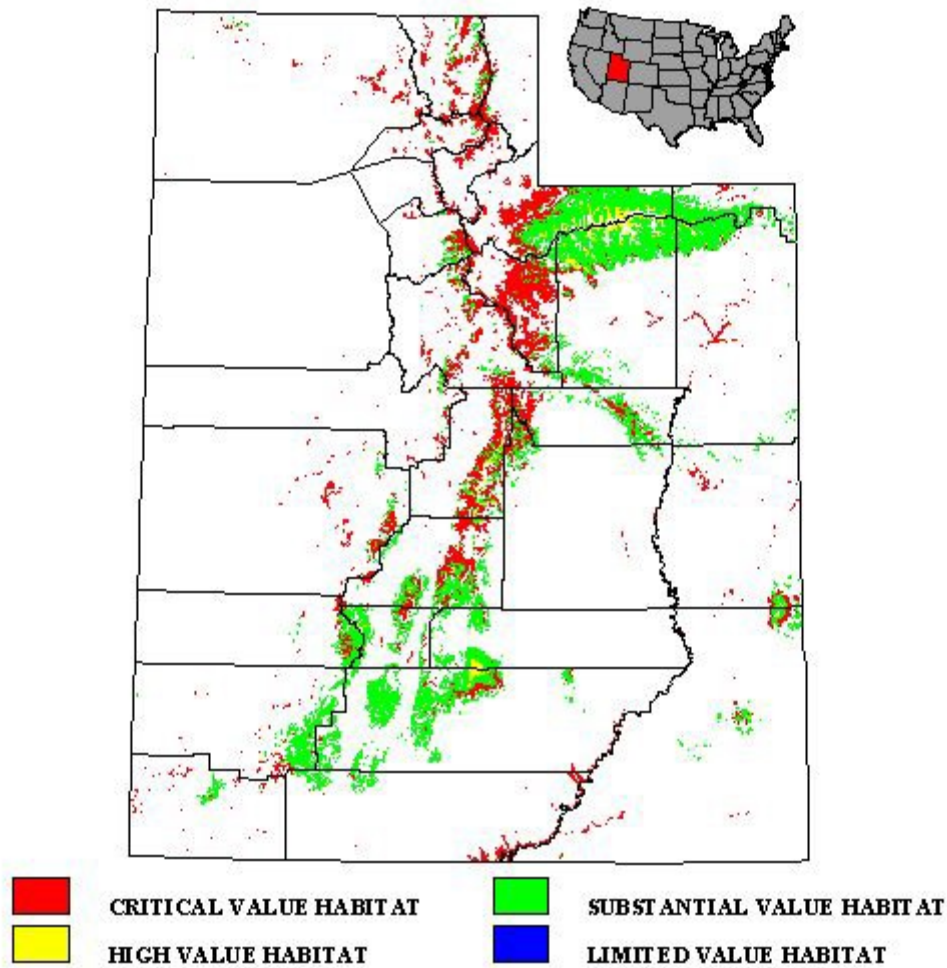 CRITICAL VALUE HABITAT
SUBSTANTIAL VALUE HABITAT
HIGH VALUE HABITAT
LIMITED VALUE HABITAT